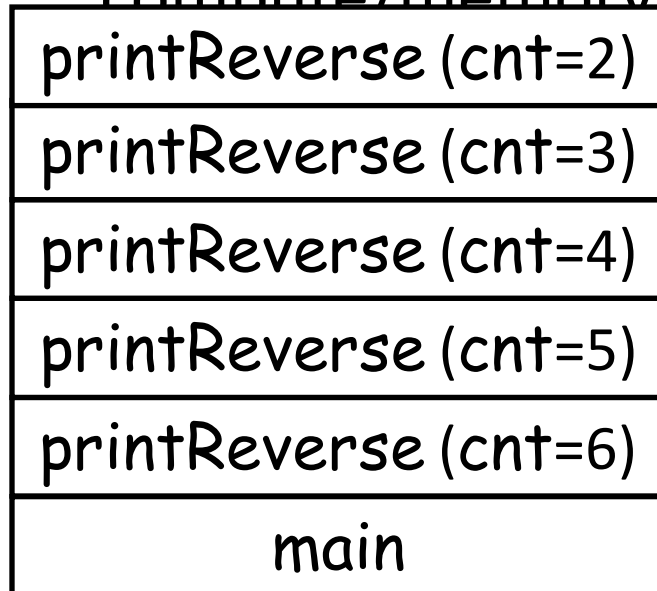 printReverse (cnt=2)
printReverse (cnt=3)
printReverse (cnt=4)
printReverse (cnt=5)
printReverse (cnt=6)
main